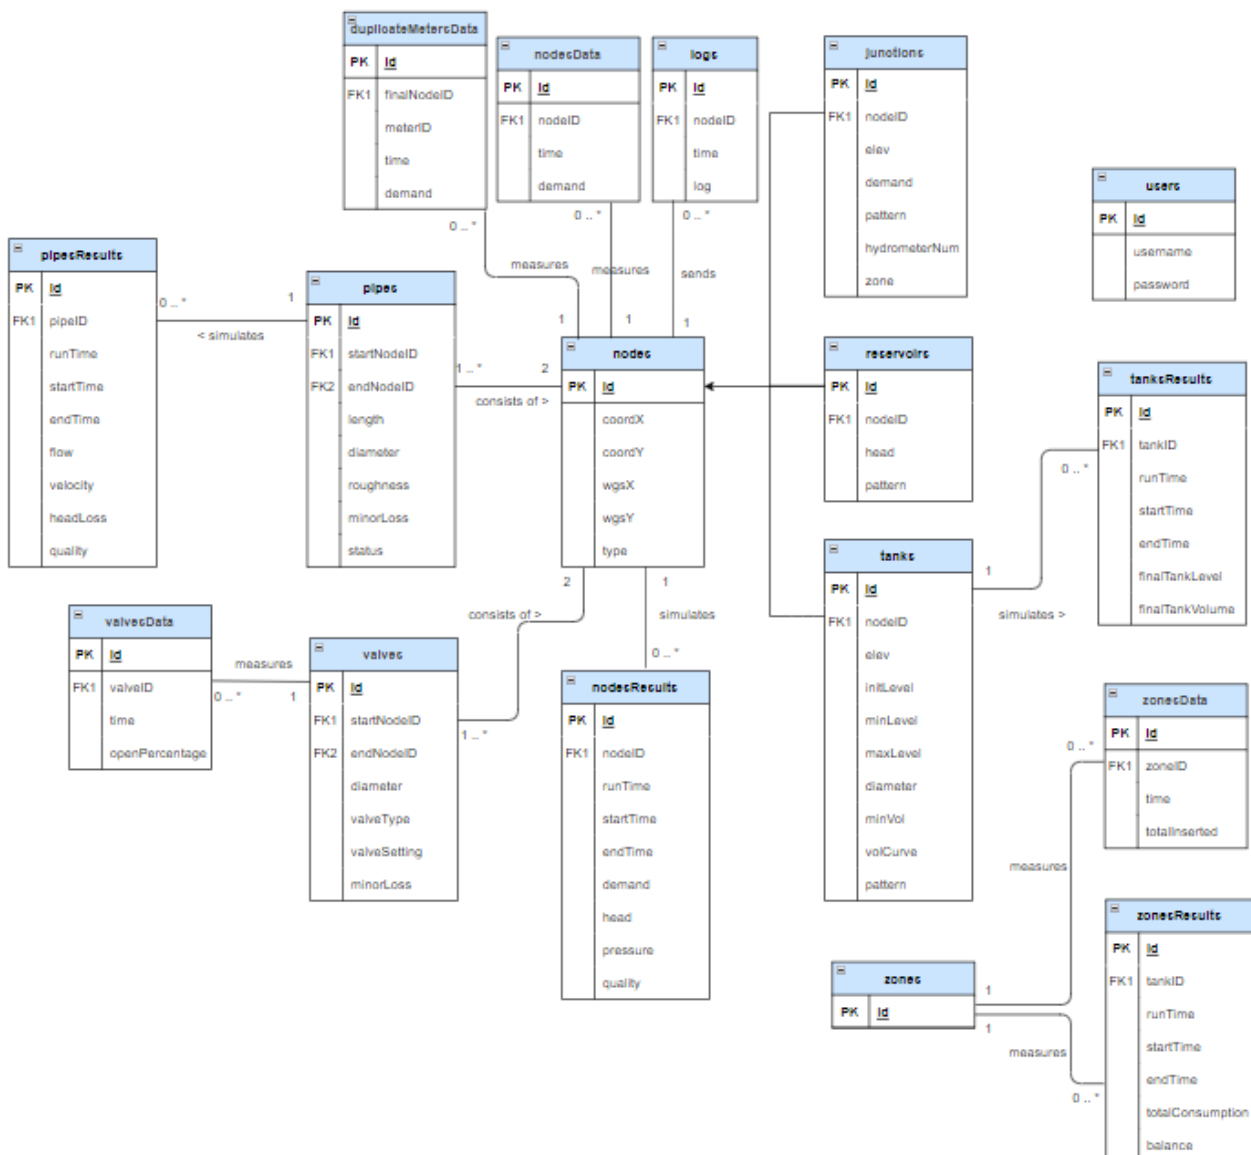 duplicateMetersData
PK Id
FK1 finalNodeID
meterID
time
demand
nodesData
PK Id
FK1 nodeID
time
demand
logs
PK Id
FK1 nodeID
time
log
junctions
PK Id
FK1 nodeID
elev
demand
pattern
hydrometerNum
zone
users
PK Id
username
password
0 .. *
0 .. *
0 .. *
measures
measures
sends
1
1
1
pipesResults
PK Id
FK1 pipeID
runTime
startTime
endTime
flow
velocity
headLoss
quality
0 .. *
1
< simulates
pipes
PK Id
FK1 startNodeID
FK2 endNodeID
length
diameter
roughness
minorLoss
status
1 .. *
2
consists of >
nodes
PK Id
coordX
coordY
wgsX
wgsY
type
reservoirs
PK Id
FK1 nodeID
head
pattern
tanksResults
PK Id
FK1 tankID
runTime
startTime
endTime
finalTankLevel
finalTankVolume
0 .. *
1
simulates >
tanks
PK Id
FK1 nodeID
elev
initLevel
minLevel
maxLevel
diameter
minVol
volCurve
pattern
2
consists of >
1
simulates
0 .. *
valvesData
PK Id
FK1 valveID
time
openPercentage
measures
0 .. *
1
valves
PK Id
FK1 startNodeID
FK2 endNodeID
diameter
valveType
valveSetting
minorLoss
1 .. *
nodesResults
PK Id
FK1 nodeID
runTime
startTime
endTime
demand
head
pressure
quality
zonesData
PK Id
FK1 zoneID
time
totalInserted
0 .. *
measures
zones
PK Id
1
1
measures
0 .. *
zonesResults
PK Id
FK1 tankID
runTime
startTime
endTime
totalConsumption
balance